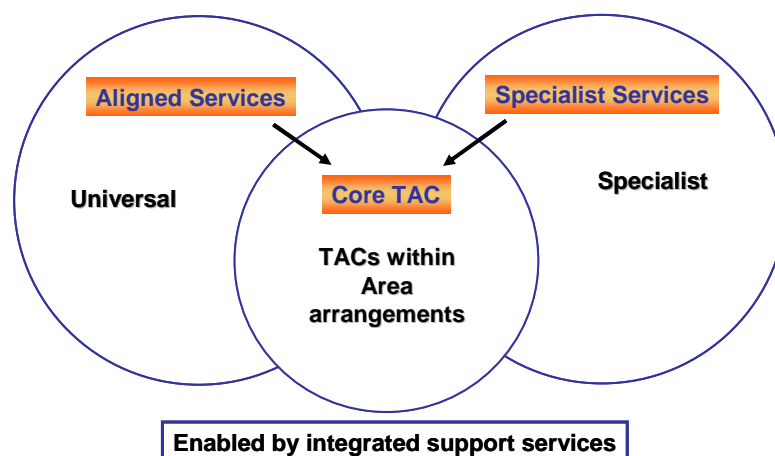 Aligned Services
Specialist Services
Universal
Core TAC
Specialist
TACs within
Area
arrangements
Enabled by integrated support services